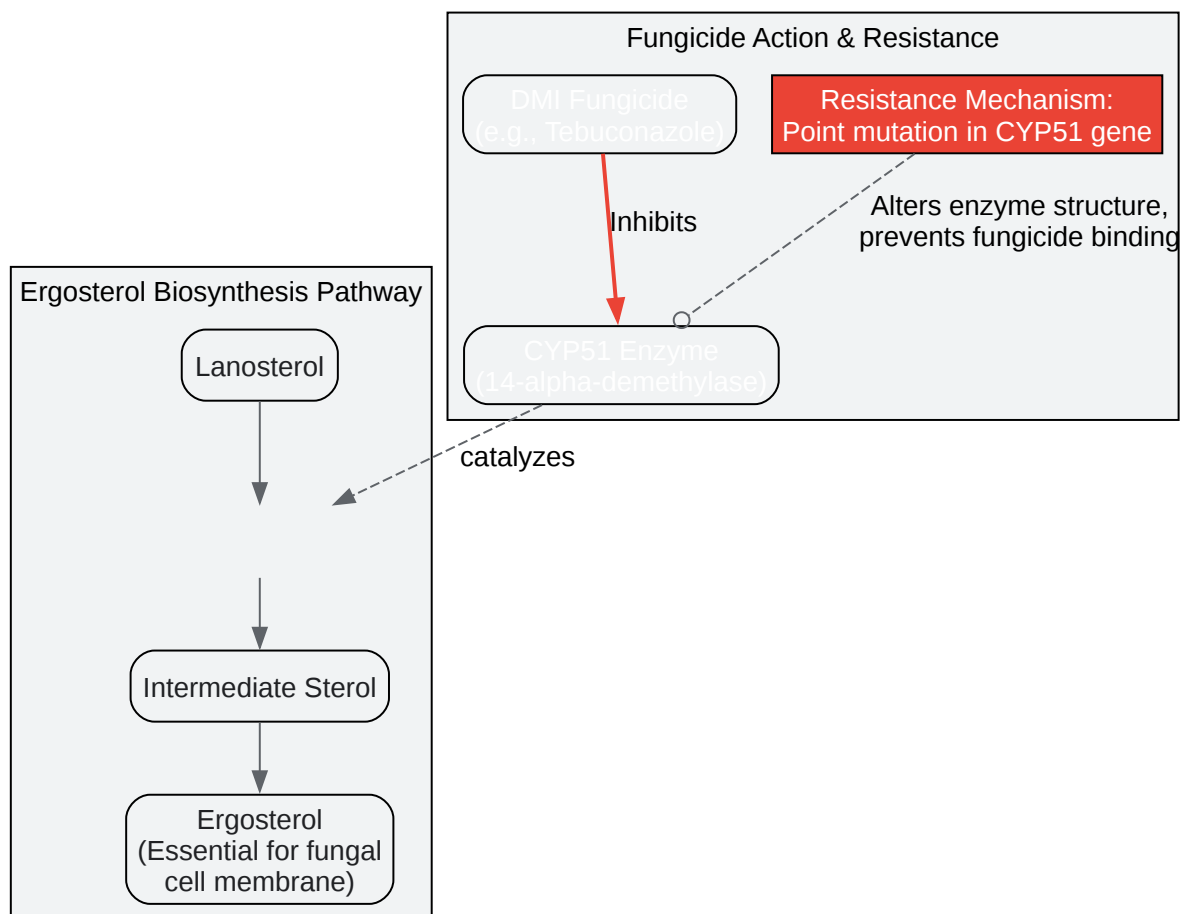 Fungicide Action & Resistance
DMI Fungicide
(e.g., Tebuconazole)
Resistance Mechanism:
Point mutation in CYP51 gene
Inhibits
Alters enzyme structure,
prevents fungicide binding
CYP51 Enzyme
(14-alpha-demethylase)
catalyzes
Ergosterol Biosynthesis Pathway
Lanosterol
Intermediate Sterol
Ergosterol
(Essential for fungal
cell membrane)